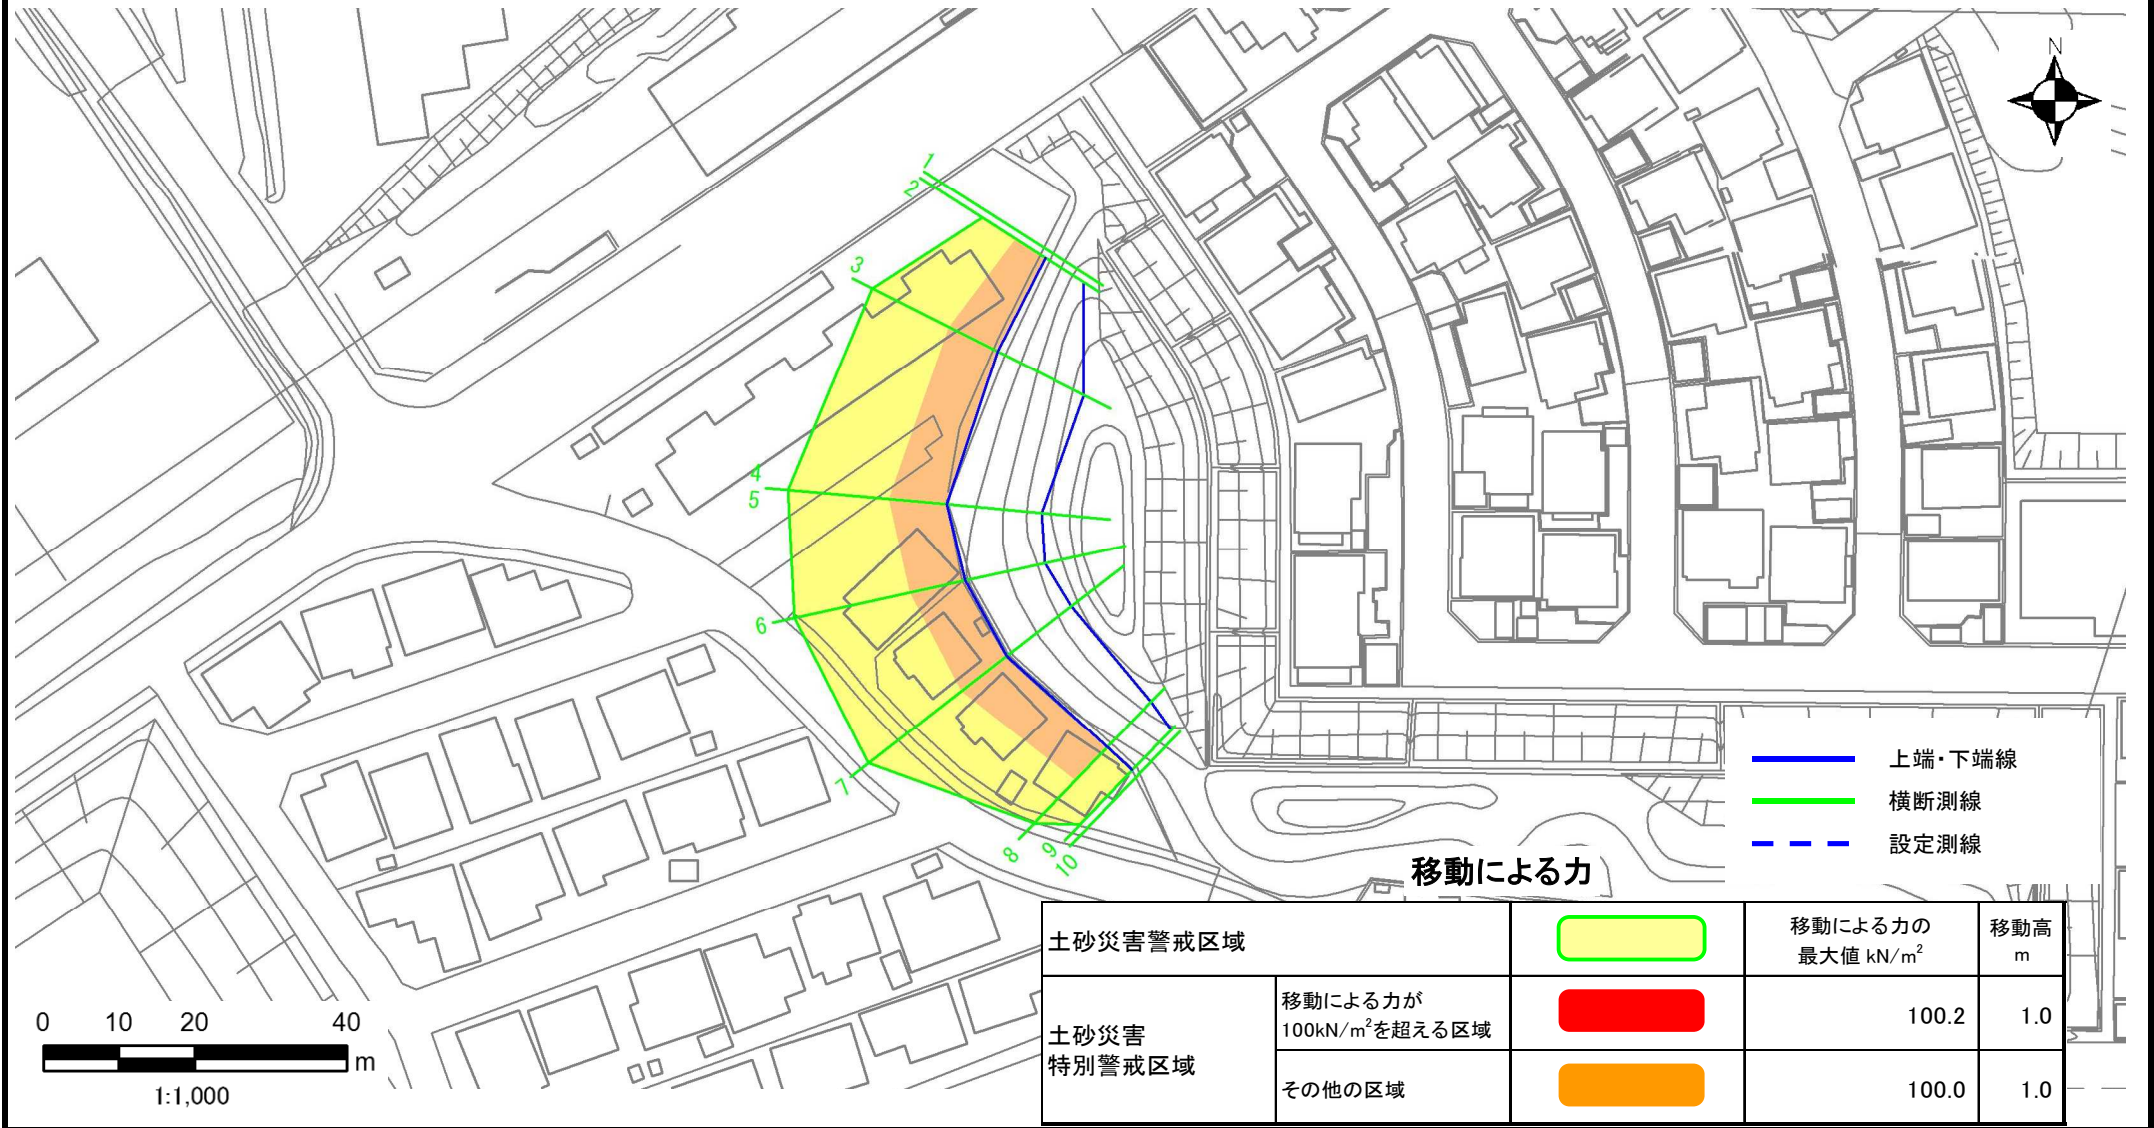 N
1
2
3
4
5
6
7
8
9
10
上端・下端線
横断測線
設定測線
移動による力
土砂災害警戒区域
移動による力の
最大値 kN/m²
移動高
m
土砂災害
特別警戒区域
移動による力が
100kN/m²を超える区域
100.2
1.0
その他の区域
100.0
1.0
0 10 20 40
m
1:1,000